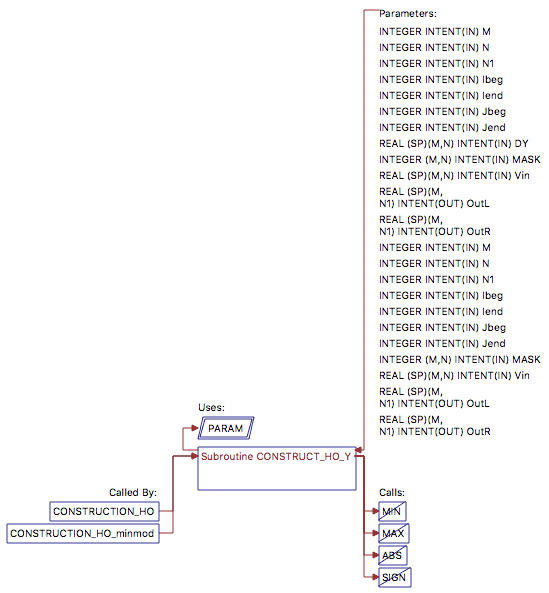 Parameters:
INTEGER INTENT(IN) M
INTEGER INTENT(IN) N
INTEGER INTENT(IN) N1
INTEGER INTENT(IN) Ibeg
INTEGER INTENT(IN) Iend
INTEGER INTENT(IN) Jbeg
INTEGER INTENT(IN) Jend
REAL (SP)(M,N) INTENT(IN) DY
INTEGER (M,N) INTENT(IN) MASK
REAL (SP)(M,N) INTENT(IN) Vin
REAL (SP)(M,
N1) INTENT(OUT) OutL
REAL (SP)(M,
N1) INTENT(OUT) OutR
INTEGER INTENT(IN) M
INTEGER INTENT(IN) N
INTEGER INTENT(IN) N1
INTEGER INTENT(IN) Ibeg
INTEGER INTENT(IN) Iend
INTEGER INTENT(IN) Jbeg
INTEGER INTENT(IN) Jend
INTEGER (M,N) INTENT(IN) MASK
REAL (SP)(M,N) INTENT(IN) Vin
REAL (SP)(M,
N1) INTENT(OUT) OutL
REAL (SP)(M,
N1) INTENT(OUT) OutR
Uses:
PARAM
Subroutine CONSTRUCT_HO_Y
Called By:
CONSTRUCTION_HO
CONSTRUCTION_HO_minmod
Calls:
MIN
MAX
ABS
SIGN